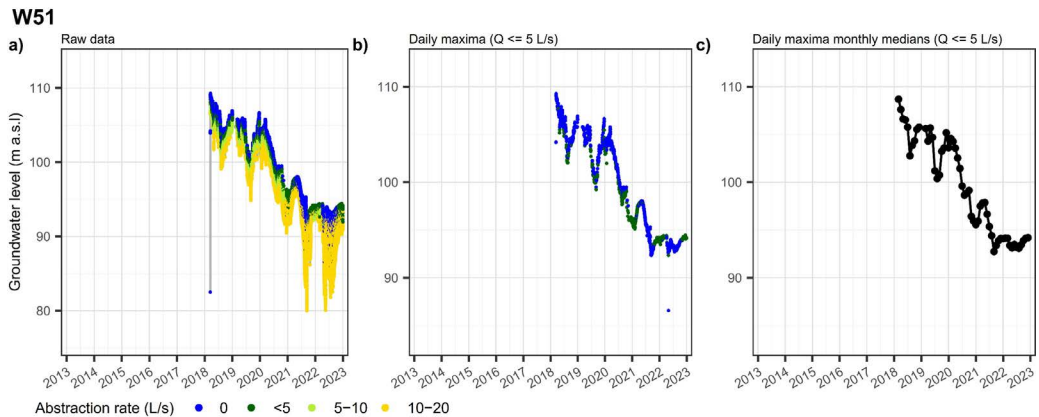 W51
a) Raw data
b) Daily maxima (Q <= 5 L/s)
c) Daily maxima monthly medians (Q <= 5 L/s)
Groundwater level (m a.s.l)
110
100
90
80
2013 2014 2015 2016 2017 2018 2019 2020 2021 2022 2023
110
100
90
2013 2014 2015 2016 2017 2018 2019 2020 2021 2022 2023
110
100
90
2013 2014 2015 2016 2017 2018 2019 2020 2021 2022 2023
Abstraction rate (L/s) 0 <5 5−10 10−20